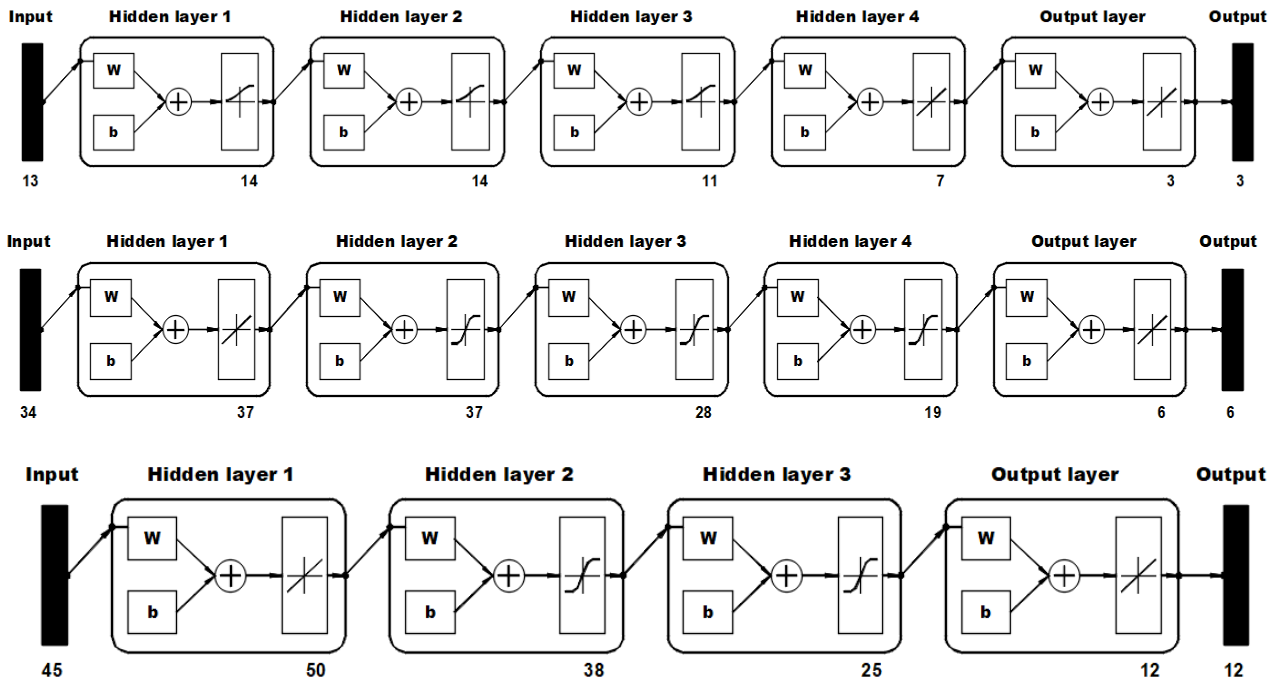 Input Hidden layer 1 Hidden layer 2 Hidden layer 3 Hidden layer 4 Output layer Output
W W W W W
b b b b b
13 14 14 11 7 3 3
Input Hidden layer 1 Hidden layer 2 Hidden layer 3 Hidden layer 4 Output layer Output
W W W W W
b b b b b
34 37 37 28 19 6 6
Input Hidden layer 1 Hidden layer 2 Hidden layer 3 Output layer Output
W W W W
b b b b
45 50 38 25 12 12